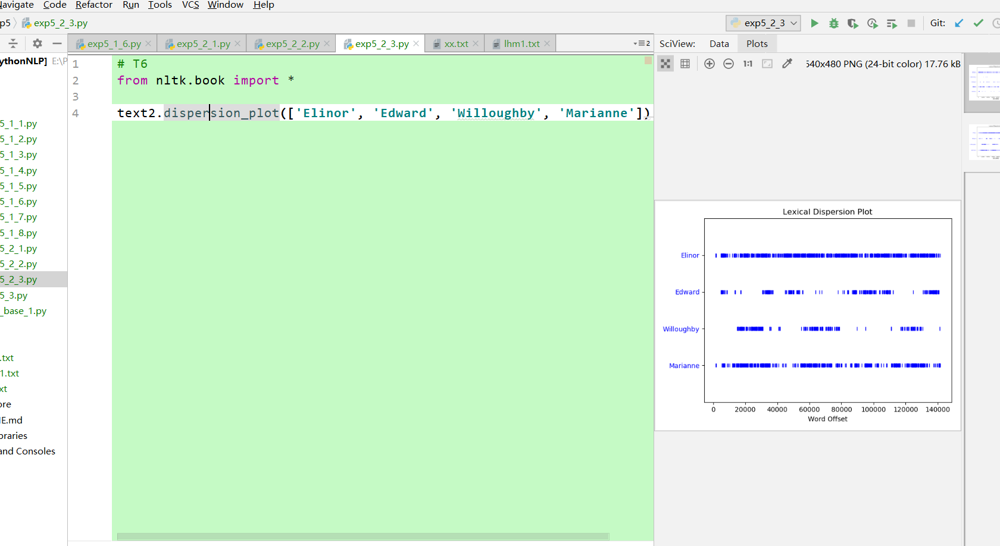 Navigate Code Refactor Run Tools VCS Window Help
p5 exp5_2_3.py
exp5_2_3 Git:
exp5_1_6.py exp5_2_1.py exp5_2_2.py exp5_2_3.py xx.txt lhm1.txt 2
SciView: Data Plots
1:1 540x480 PNG (24-bit color) 17.76 kB
ythonNLP] E:\P
5_1_1.py
5_1_2.py
5_1_3.py
5_1_4.py
5_1_5.py
5_1_6.py
5_1_7.py
5_1_8.py
5_2_1.py
5_2_2.py
5_2_3.py
5_3.py
_base_1.py
.txt
1.txt
xt
ore
E.md
braries
and Consoles
1 # T6
2 from nltk.book import *
3
4 text2.dispersion_plot(['Elinor', 'Edward', 'Willoughby', 'Marianne'])
Lexical Dispersion Plot
Elinor
Edward
Willoughby
Marianne
0 20000 40000 60000 80000 100000 120000 140000
Word Offset